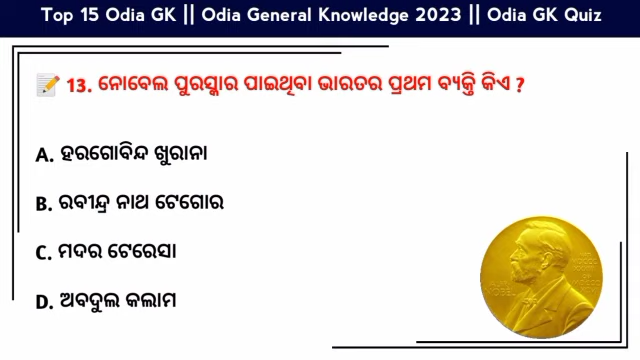 Top 15 Odia GK || Odia General Knowledge 2023 || Odia GK Quiz
13. ନୋବେଲ ପୁରସ୍କାର ପାଇଥିବା ଭାରତର ପ୍ରଥମ ବ୍ୟକ୍ତି କିଏ ?
A. ହରଗୋବିନ୍ଦ ଖୁରାନା
B. ରବୀନ୍ଦ୍ର ନାଥ ଟେଗୋର
C. ମଦର ଟେରେସା
D. ଅବଦୁଲ କଲାମ